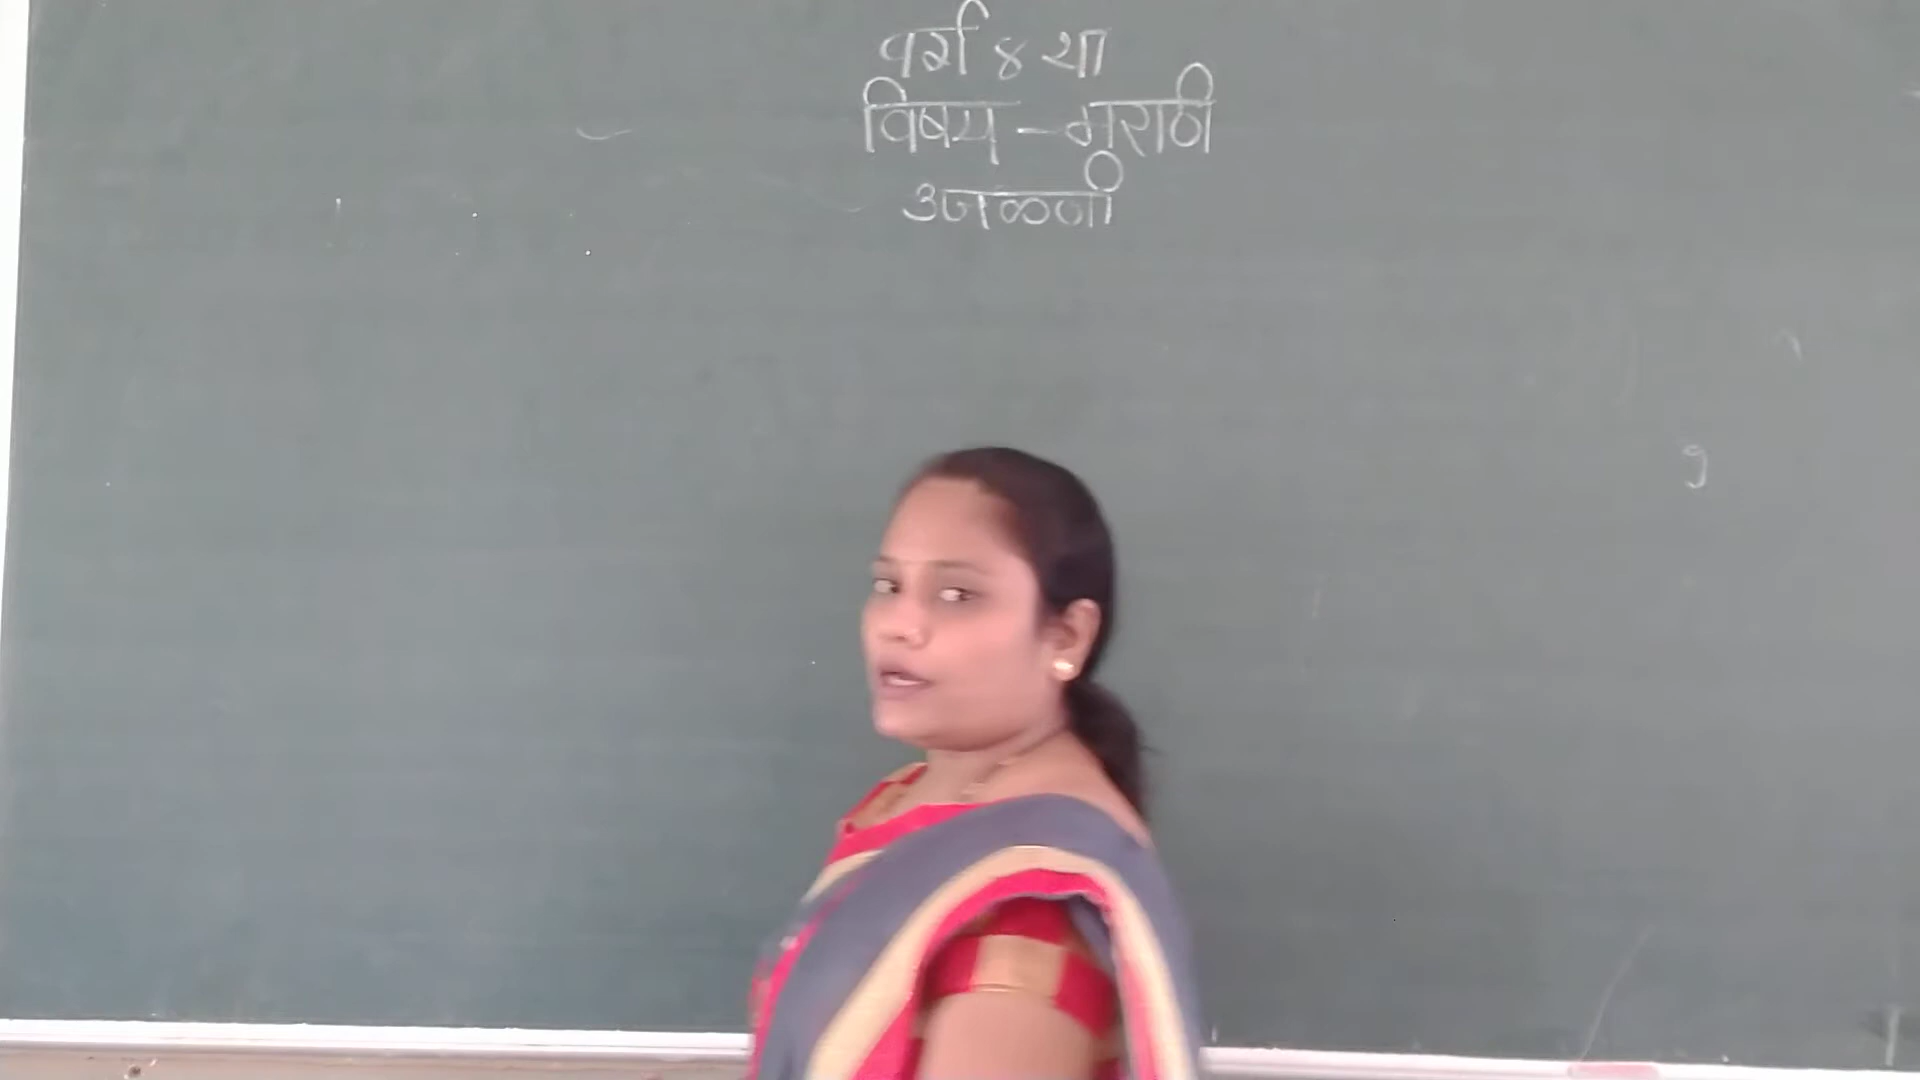 वर्ग ४ था
विषय - मराठी
उजळणी